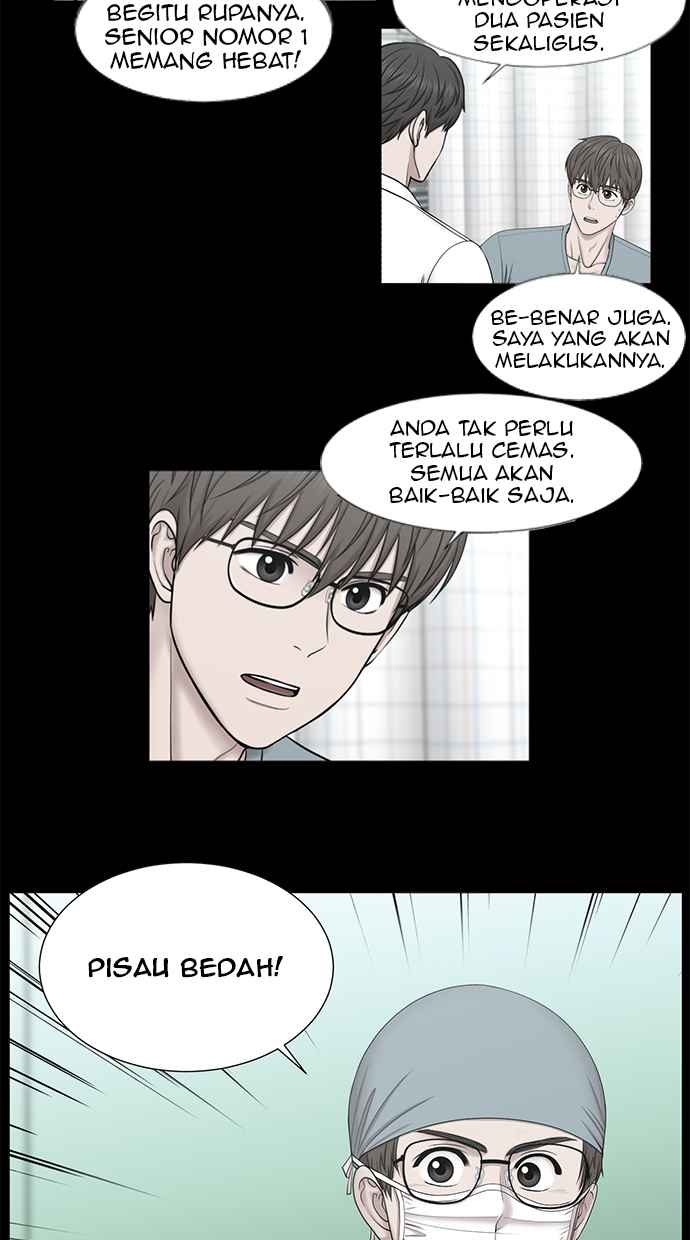 BEGITU RUPANYA.
SENIOR NOMOR 1
MEMANG HEBAT!
MENGOPERASI
DUA PASIEN
SEKALIGUS.
BE-BENAR JUGA.
SAYA YANG AKAN
MELAKUKANNYA.
ANDA TAK PERLU
TERLALU CEMAS.
SEMUA AKAN
BAIK-BAIK SAJA.
PISAU BEDAH!